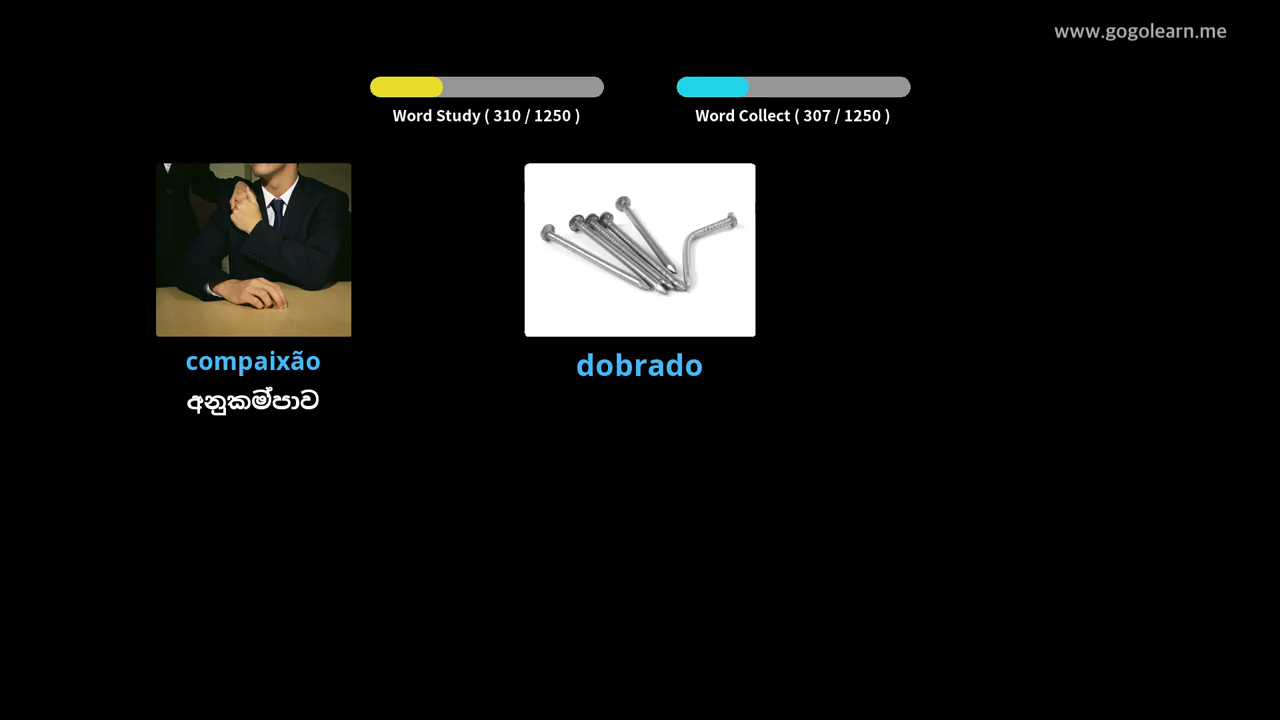 www.gogolearn.me
Word Study ( 310 / 1250 )
Word Collect ( 307 / 1250 )
compaixão
අනුකම්පාව
dobrado